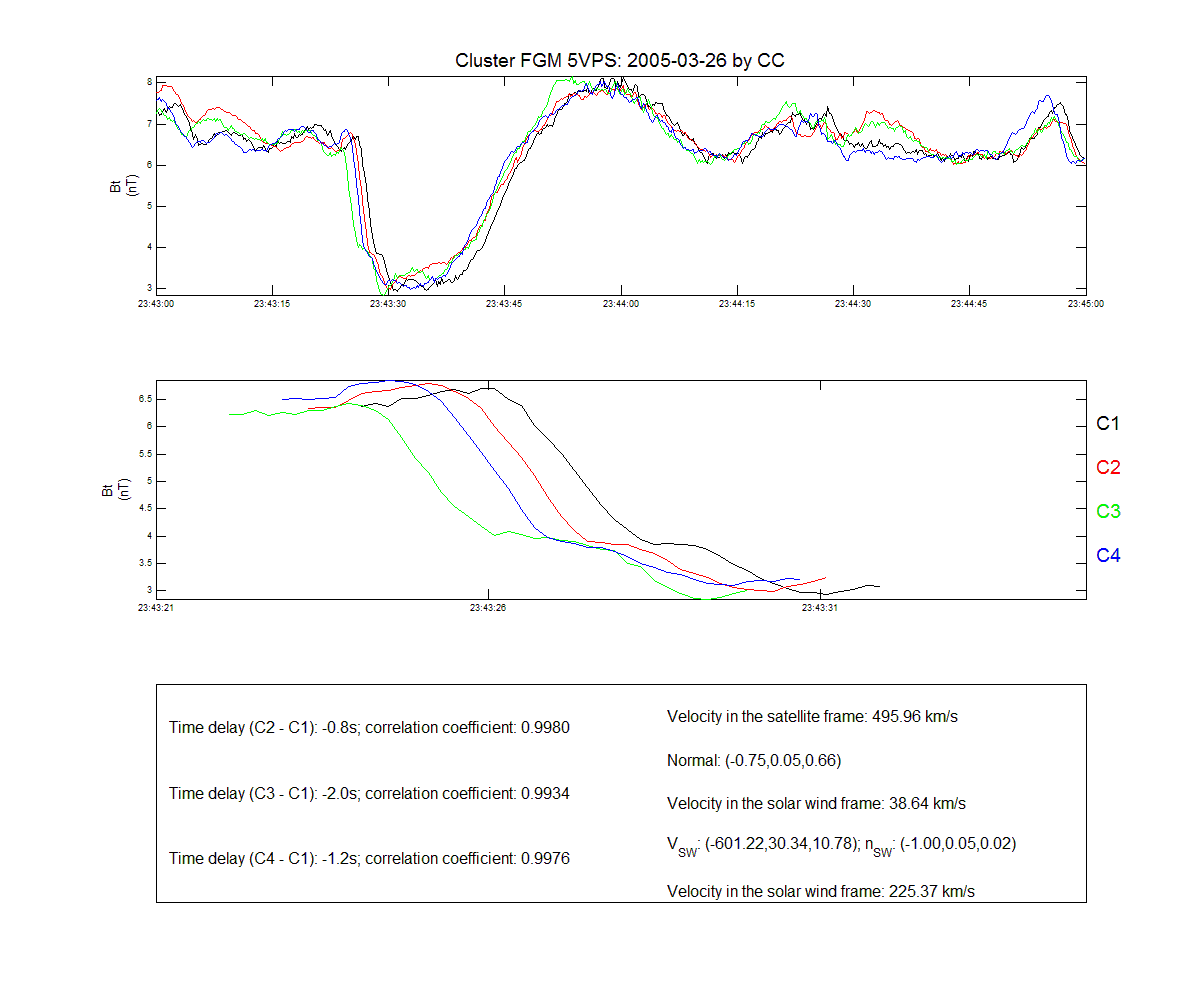 Cluster FGM 5VPS: 2005-03-26 by CC
8
7
6
5
4
3
Bt
(nT)
23:43:00 23:43:15 23:43:30 23:43:45 23:44:00 23:44:15 23:44:30 23:44:45 23:45:00
6.5
6
5.5
5
4.5
4
3.5
3
Bt
(nT)
23:43:21 23:43:26 23:43:31
C1
C2
C3
C4
Time delay (C2 - C1): -0.8s; correlation coefficient: 0.9980
Time delay (C3 - C1): -2.0s; correlation coefficient: 0.9934
Time delay (C4 - C1): -1.2s; correlation coefficient: 0.9976
Velocity in the satellite frame: 495.96 km/s
Normal: (-0.75,0.05,0.66)
Velocity in the solar wind frame: 38.64 km/s
VSW: (-601.22,30.34,10.78); nSW: (-1.00,0.05,0.02)
Velocity in the solar wind frame: 225.37 km/s